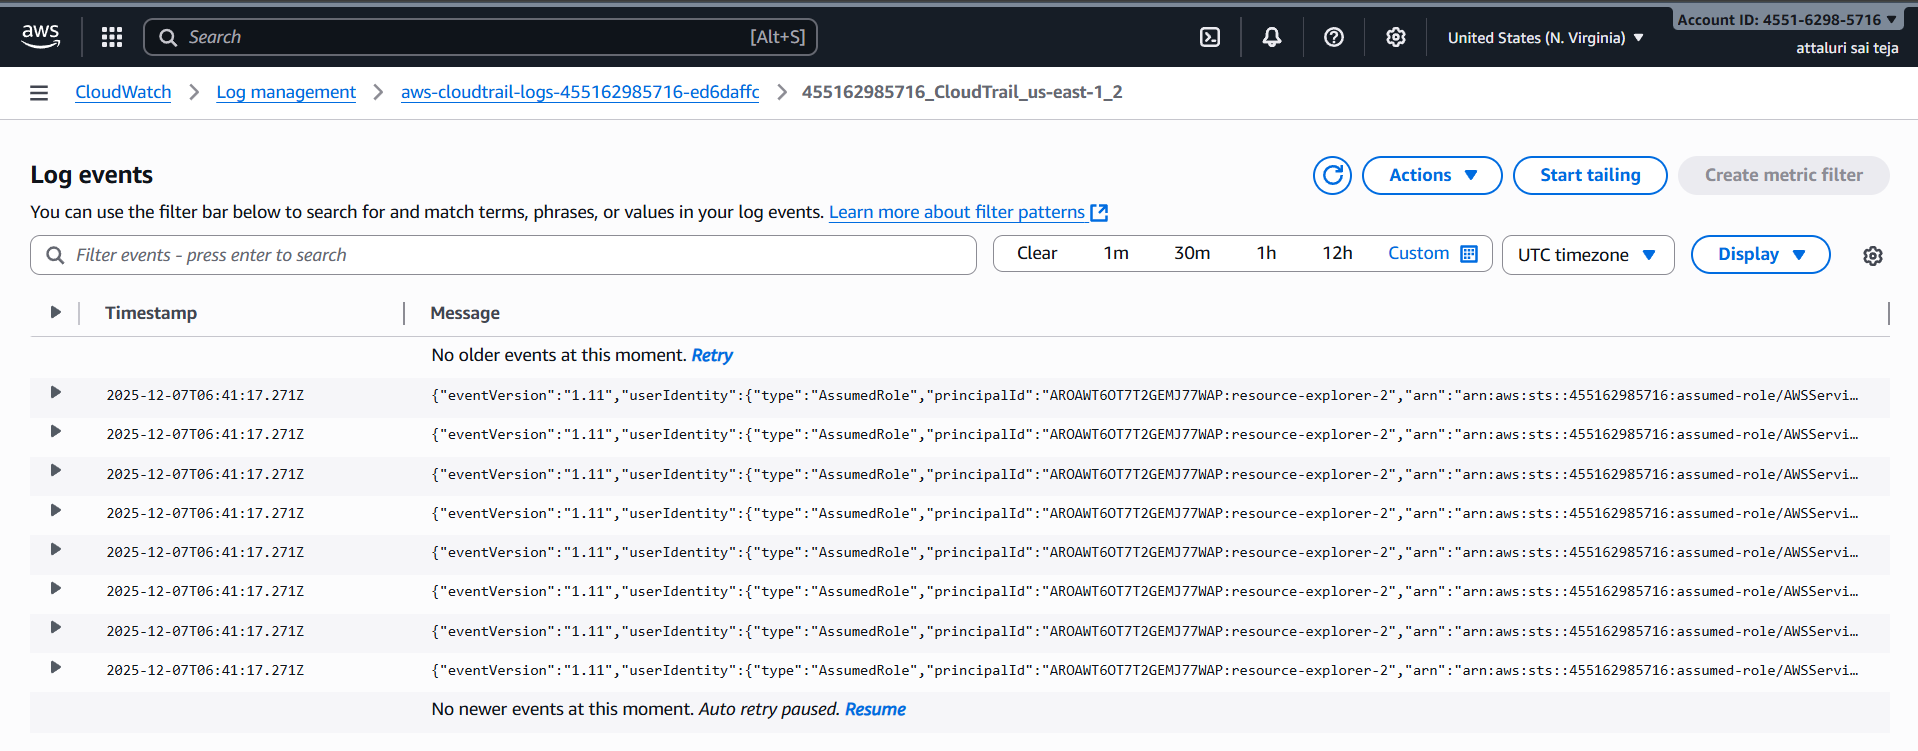 aws
Search [Alt+S]
United States (N. Virginia)
Account ID: 4551-6298-5716
attaluri sai teja
CloudWatch
Log management
aws-cloudtrail-logs-455162985716-ed6daffc
455162985716_CloudTrail_us-east-1_2
Log events
Actions
Start tailing
Create metric filter
You can use the filter bar below to search for and match terms, phrases, or values in your log events. Learn more about filter patterns
Filter events - press enter to search
Clear 1m 30m 1h 12h Custom
UTC timezone
Display
Timestamp Message
No older events at this moment. Retry
2025-12-07T06:41:17.271Z {"eventVersion":"1.11","userIdentity":{"type":"AssumedRole","principalId":"AROAWT6OT7T2GEMJ77WAP:resource-explorer-2","arn":"arn:aws:sts::455162985716:assumed-role/AWSServi…
2025-12-07T06:41:17.271Z {"eventVersion":"1.11","userIdentity":{"type":"AssumedRole","principalId":"AROAWT6OT7T2GEMJ77WAP:resource-explorer-2","arn":"arn:aws:sts::455162985716:assumed-role/AWSServi…
2025-12-07T06:41:17.271Z {"eventVersion":"1.11","userIdentity":{"type":"AssumedRole","principalId":"AROAWT6OT7T2GEMJ77WAP:resource-explorer-2","arn":"arn:aws:sts::455162985716:assumed-role/AWSServi…
2025-12-07T06:41:17.271Z {"eventVersion":"1.11","userIdentity":{"type":"AssumedRole","principalId":"AROAWT6OT7T2GEMJ77WAP:resource-explorer-2","arn":"arn:aws:sts::455162985716:assumed-role/AWSServi…
2025-12-07T06:41:17.271Z {"eventVersion":"1.11","userIdentity":{"type":"AssumedRole","principalId":"AROAWT6OT7T2GEMJ77WAP:resource-explorer-2","arn":"arn:aws:sts::455162985716:assumed-role/AWSServi…
2025-12-07T06:41:17.271Z {"eventVersion":"1.11","userIdentity":{"type":"AssumedRole","principalId":"AROAWT6OT7T2GEMJ77WAP:resource-explorer-2","arn":"arn:aws:sts::455162985716:assumed-role/AWSServi…
2025-12-07T06:41:17.271Z {"eventVersion":"1.11","userIdentity":{"type":"AssumedRole","principalId":"AROAWT6OT7T2GEMJ77WAP:resource-explorer-2","arn":"arn:aws:sts::455162985716:assumed-role/AWSServi…
2025-12-07T06:41:17.271Z {"eventVersion":"1.11","userIdentity":{"type":"AssumedRole","principalId":"AROAWT6OT7T2GEMJ77WAP:resource-explorer-2","arn":"arn:aws:sts::455162985716:assumed-role/AWSServi…
No newer events at this moment. Auto retry paused. Resume